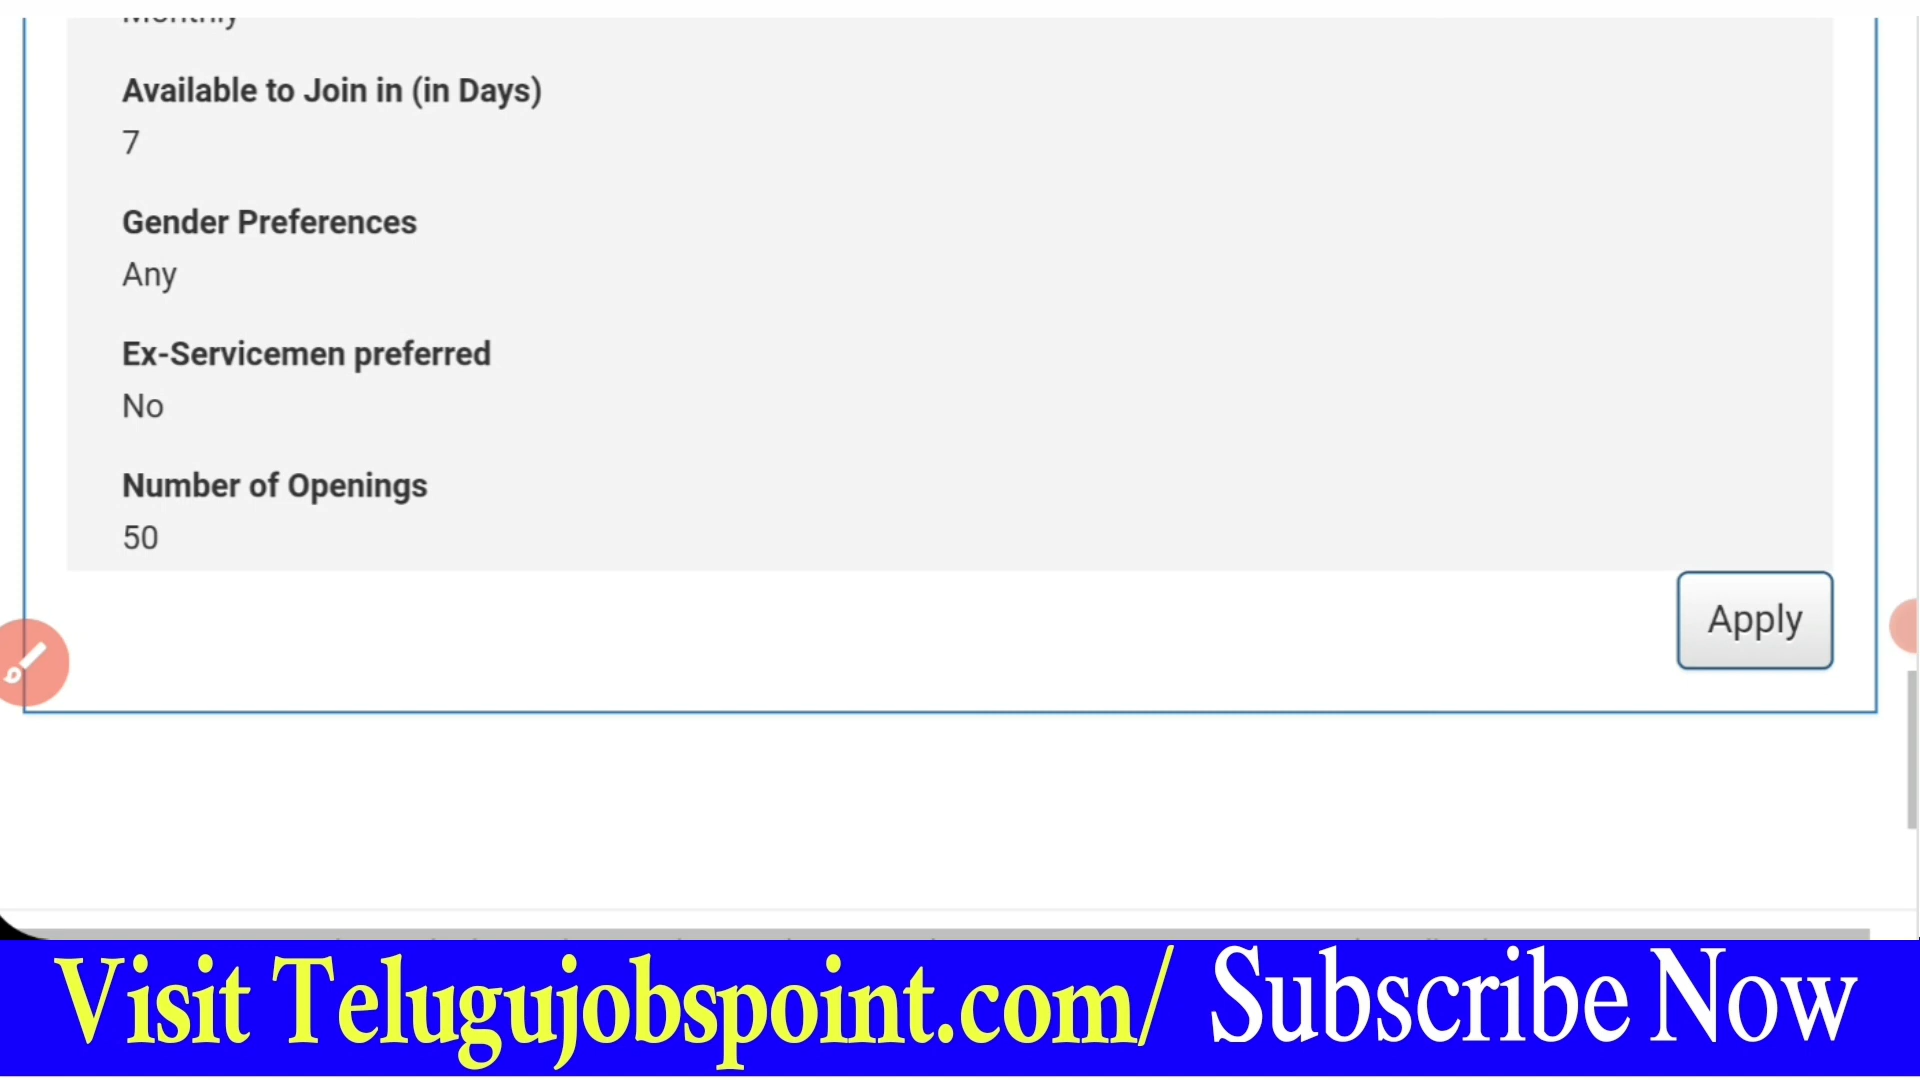 Monthly
Available to Join in (in Days)
7
Gender Preferences
Any
Ex-Servicemen preferred
No
Number of Openings
50
Apply
Visit Telugujobspoint.com/ Subscribe Now